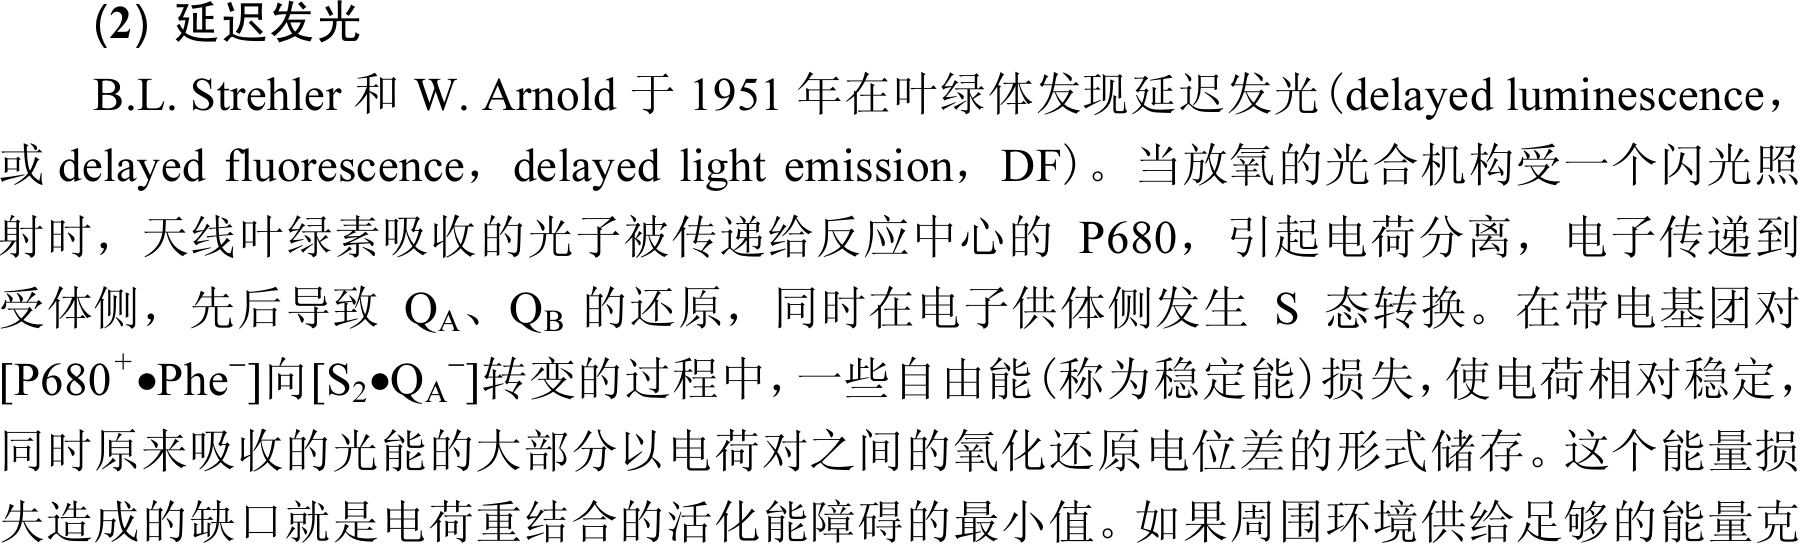 (2) 延迟发光
B.L. Strehler 和 W. Arnold 于 1951 年在叶绿体发现延迟发光(delayed luminescence，
或 delayed fluorescence，delayed light emission，DF)。当放氧的光合机构受一个闪光照
射时，天线叶绿素吸收的光子被传递给反应中心的 P680，引起电荷分离，电子传递到
受体侧，先后导致 Q_A、Q_B 的还原，同时在电子供体侧发生 S 态转换。在带电基团对
[P680⁺•Phe⁻]向[S₂•Q_A⁻]转变的过程中，一些自由能(称为稳定能)损失，使电荷相对稳定，
同时原来吸收的光能的大部分以电荷对之间的氧化还原电位差的形式储存。这个能量损
失造成的缺口就是电荷重结合的活化能障碍的最小值。如果周围环境供给足够的能量克